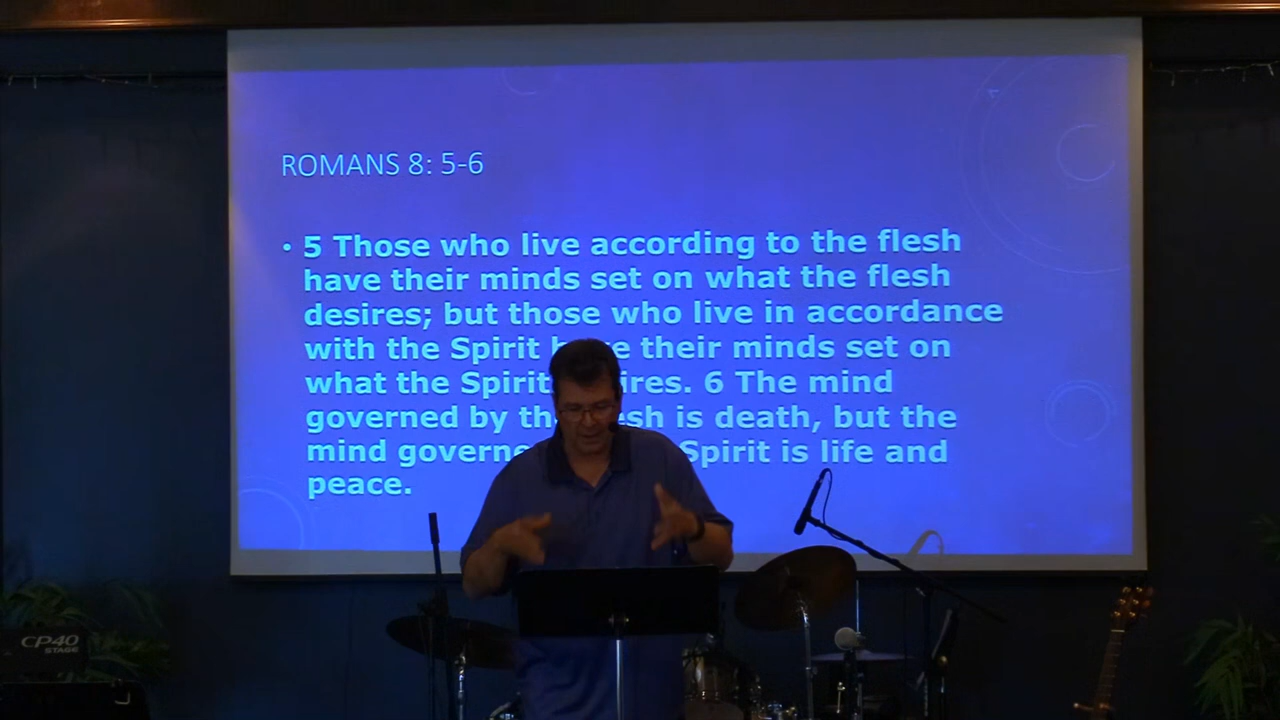 ROMANS 8: 5-6
• 5 Those who live according to the flesh
have their minds set on what the flesh
desires; but those who live in accordance
with the Spirit their minds set on
what the Spirit
. 6 The mind
governed by is death, but the
mind Spirit is life and
peace.
CP40
STAGE